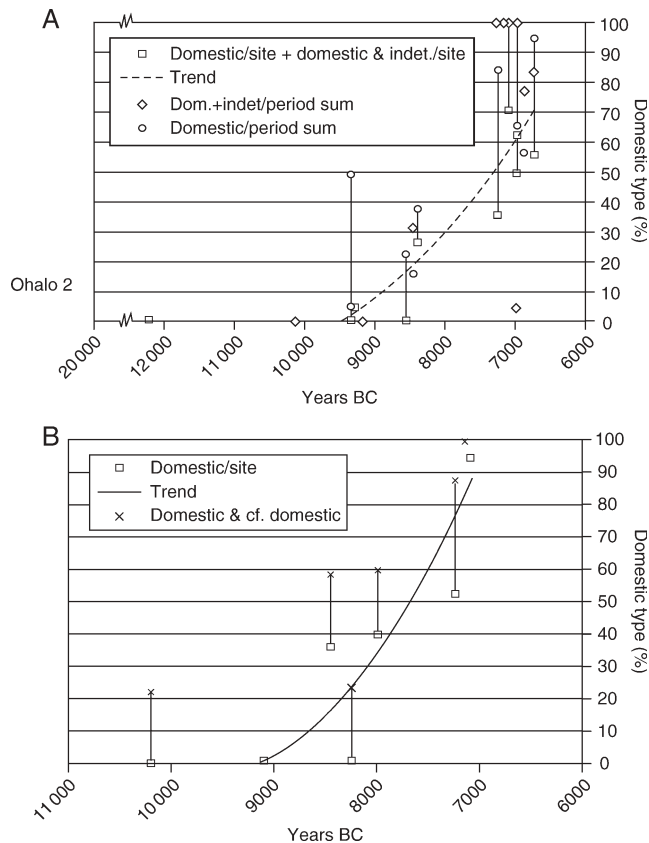 A
Domestic/site + domestic & indet./site
Trend
Dom.+indet/period sum
Domestic/period sum
100
90
80
70
60
50
40
30
20
10
0
Domestic type (%)
Ohalo 2
20 000
12 000
11 000
10 000
9000
8000
7000
6000
Years BC
B
Domestic/site
Trend
Domestic & cf. domestic
100
90
80
70
60
50
40
30
20
10
0
Domestic type (%)
11 000
10 000
9000
8000
7000
6000
Years BC